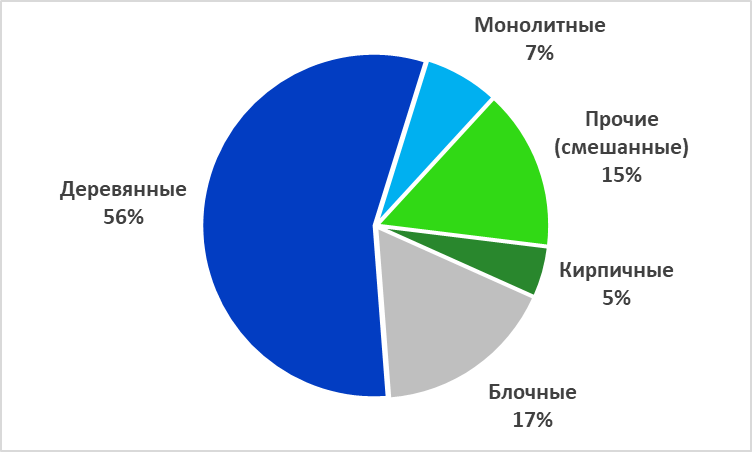 Монолитные
7%
Прочие
(смешанные)
15%
Деревянные
56%
Кирпичные
5%
Блочные
17%